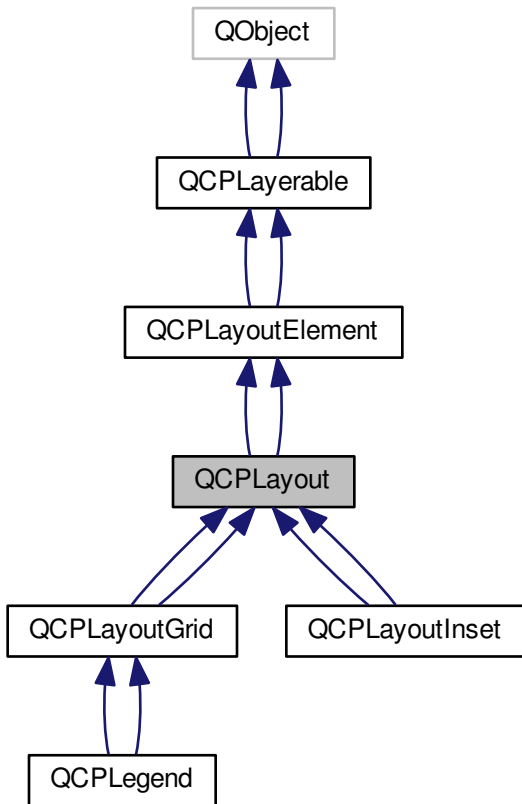 QObject
QCPLayerable
QCPLayoutElement
QCPLayout
QCPLayoutGrid
QCPLayoutInset
QCPLegend